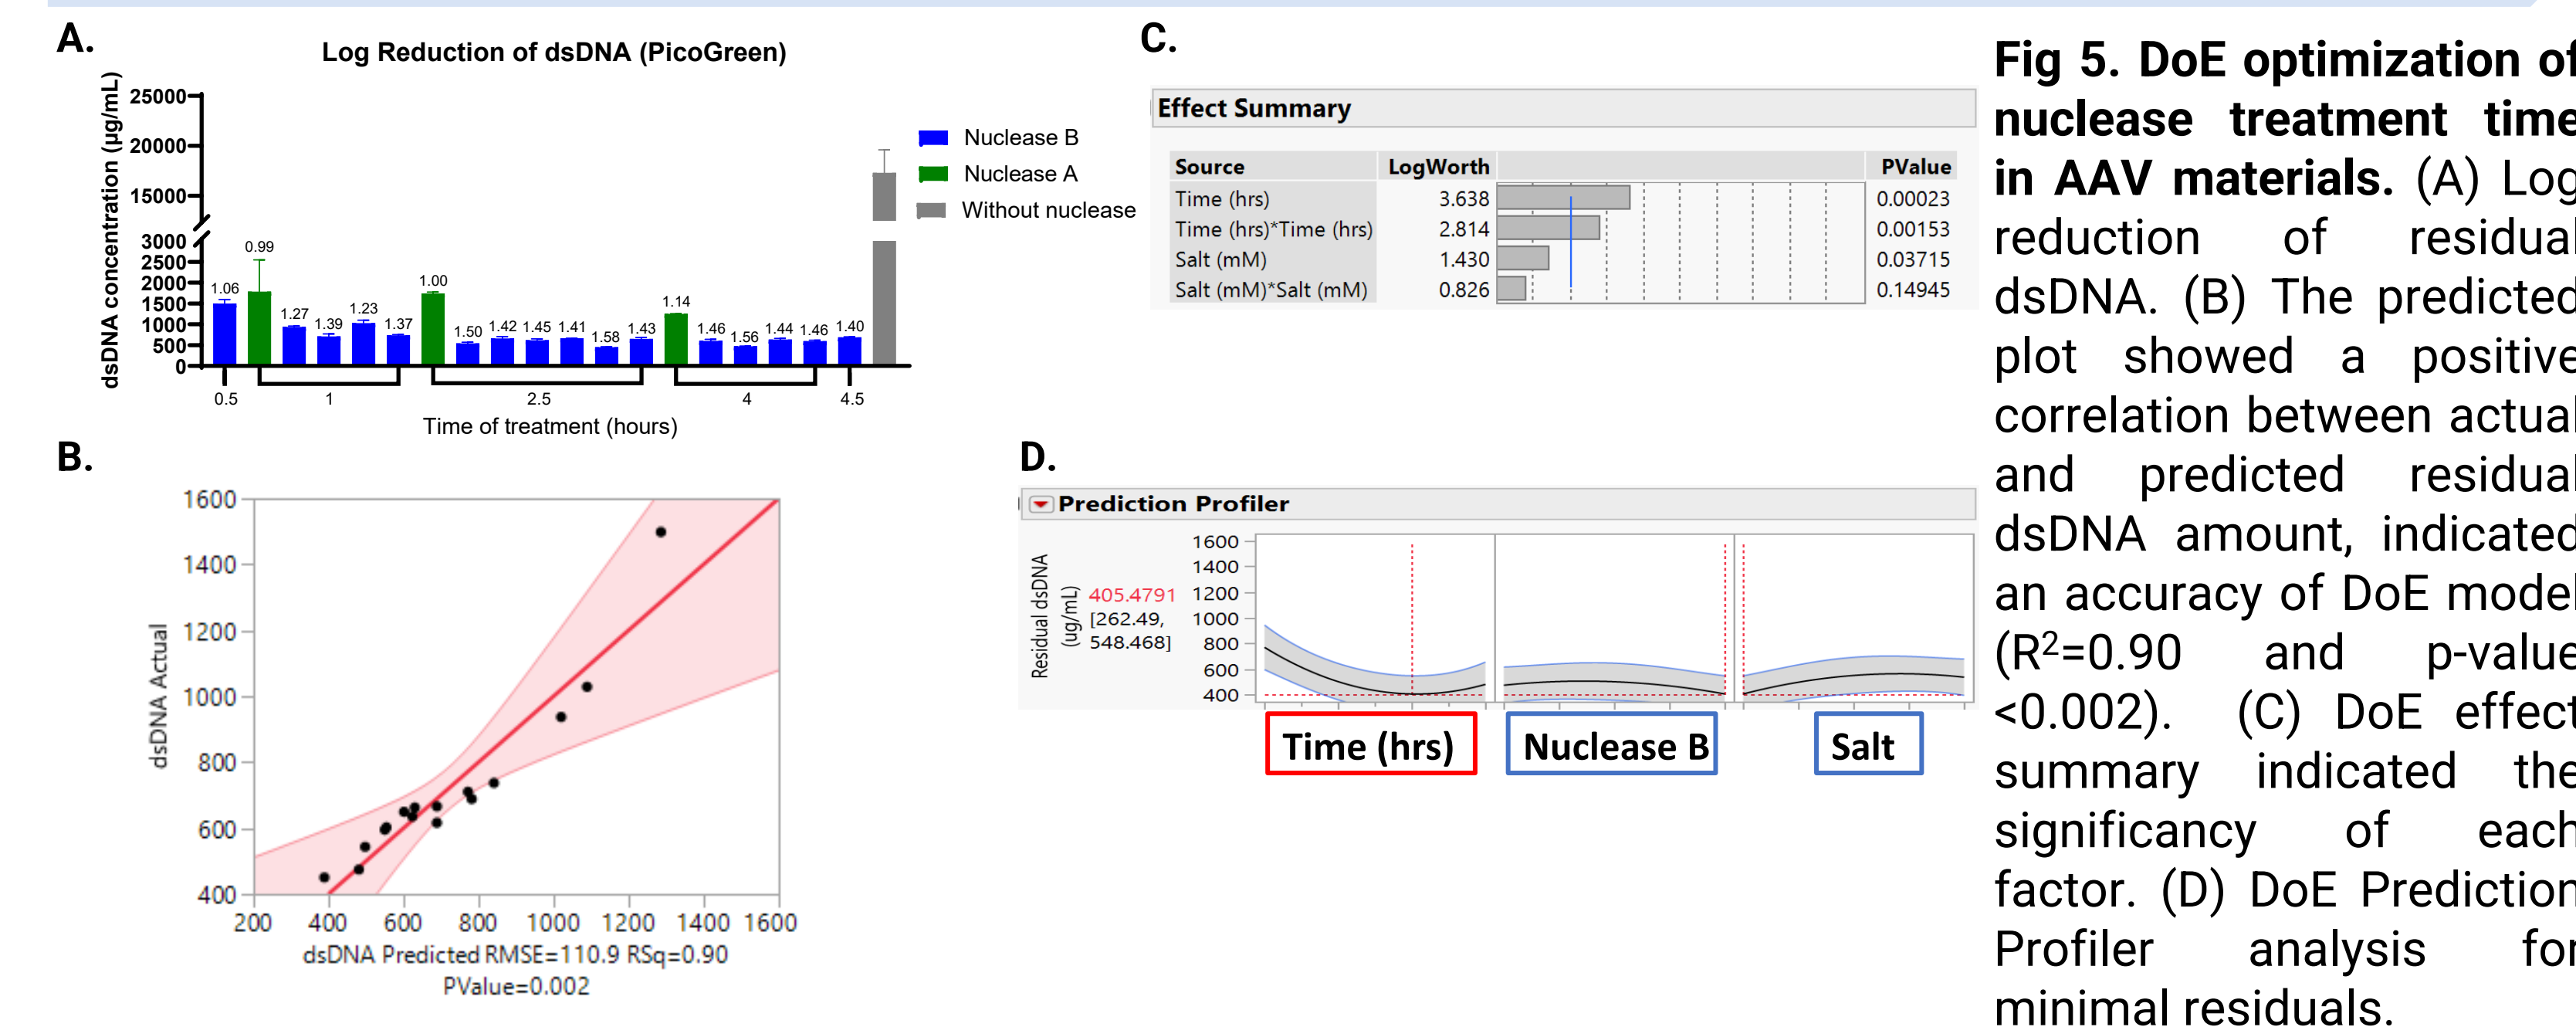 A.
Log Reduction of dsDNA (PicoGreen)
dsDNA concentration (µg/mL)
25000
20000
15000
3000
2500
2000
1500
1000
500
0
1.06
0.99
1.27
1.39
1.23
1.37
1.00
1.50
1.42
1.45
1.41
1.58
1.43
1.14
1.46
1.56
1.44
1.46
1.40
0.5
1
2.5
4
4.5
Time of treatment (hours)
Nuclease B
Nuclease A
Without nuclease
B.
dsDNA Actual
1600
1400
1200
1000
800
600
400
200 400 600 800 1000 1200 1400 1600
dsDNA Predicted RMSE=110.9 RSq=0.90
PValue=0.002
C.
Effect Summary
Source LogWorth PValue
Time (hrs) 3.638 0.00023
Time (hrs)*Time (hrs) 2.814 0.00153
Salt (mM) 1.430 0.03715
Salt (mM)*Salt (mM) 0.826 0.14945
D.
Prediction Profiler
Residual dsDNA
(ug/mL)
405.4791
[262.49,
548.468]
1600
1400
1200
1000
800
600
400
Time (hrs)
Nuclease B
Salt
Fig 5. DoE optimization of
nuclease treatment time
in AAV materials. (A) Log
reduction of residual
dsDNA. (B) The predicted
plot showed a positive
correlation between actual
and predicted residual
dsDNA amount, indicated
an accuracy of DoE model
(R²=0.90 and p-value
<0.002). (C) DoE effect
summary indicated the
significancy of each
factor. (D) DoE Prediction
Profiler analysis for
minimal residuals.